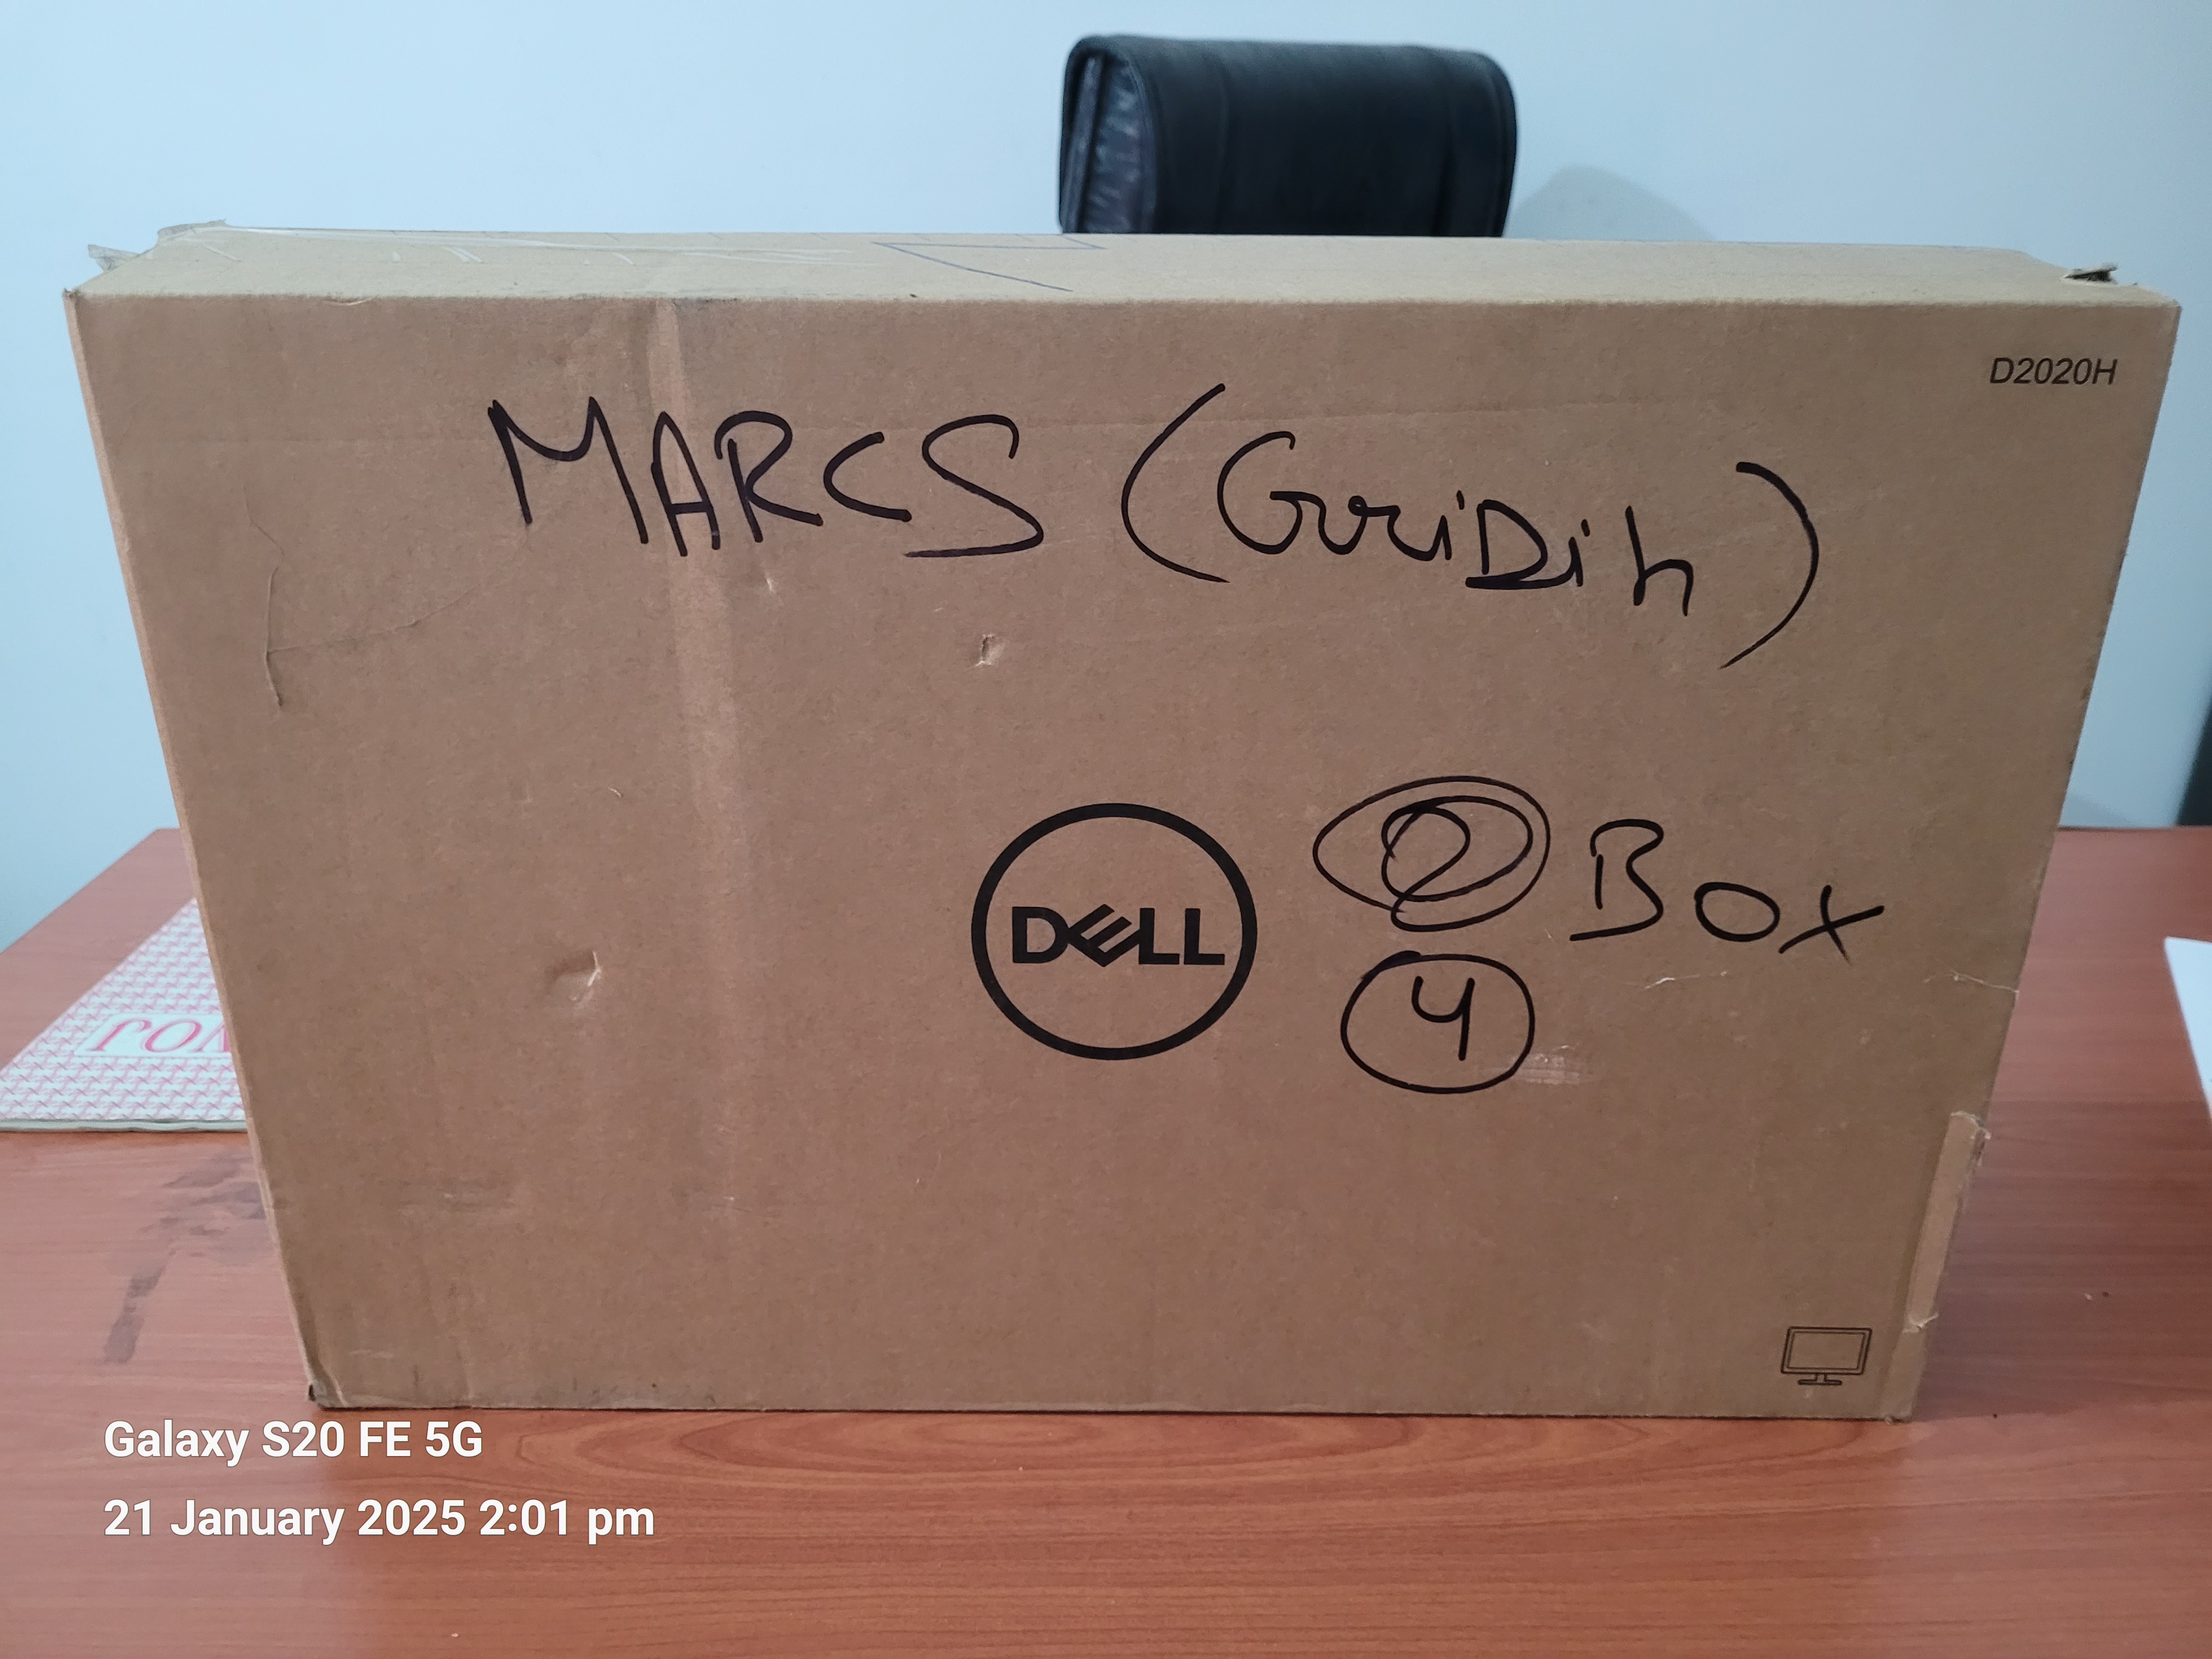 D2020H
MARCS (GiriDih)
2 BOX
DELL
4
Galaxy S20 FE 5G
21 January 2025 2:01 pm